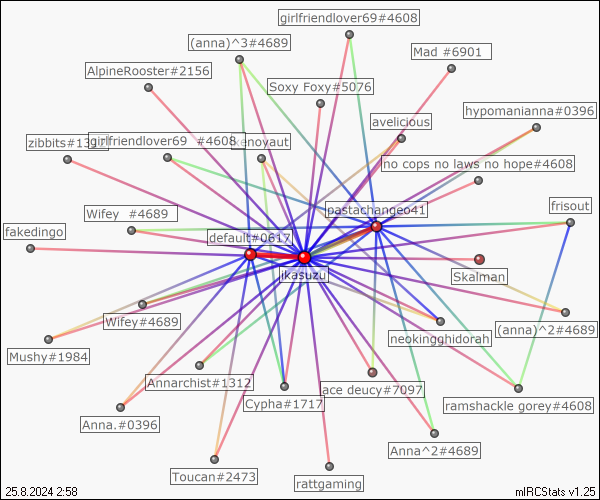 girlfriendlover69#4608
(anna)^3#4689
Mad #6901
AlpineRooster#2156
Soxy Foxy#5076
hypomanianna#0396
avelicious
zibbits#13
girlfriendlover69 #4608
enoyaut
no cops no laws no hope#4608
frisout
Wifey #4689
pastachangeo41
fakedingo
default#0617
jkasuzu
Skalman
Wifey#4689
(anna)^2#4689
neokingghidorah
Mushy#1984
Annarchist#1312
ace deucy#7097
Cypha#1717
ramshackle gorey#4608
Anna.#0396
Anna^2#4689
Toucan#2473
rattgaming
25.8.2024 2:58
mIRCStats v1.25